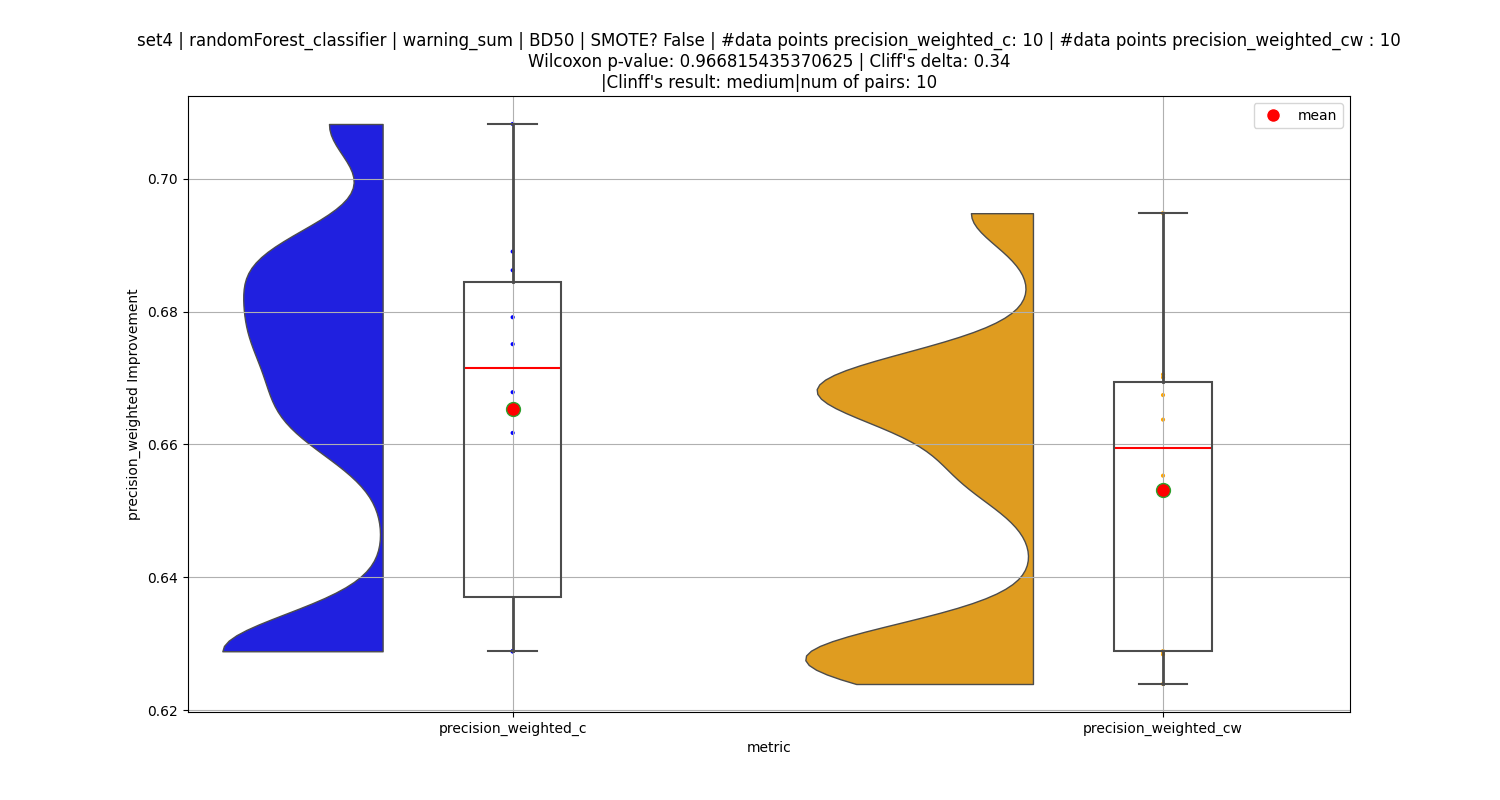 set4 | randomForest_classifier | warning_sum | BD50 | SMOTE? False | #data points precision_weighted_c: 10 | #data points precision_weighted_cw : 10
Wilcoxon p-value: 0.966815435370625 | Cliff's delta: 0.34
|Clinff's result: medium|num of pairs: 10
mean
0.70
0.68
0.66
0.64
0.62
precision_weighted Improvement
precision_weighted_c
precision_weighted_cw
metric